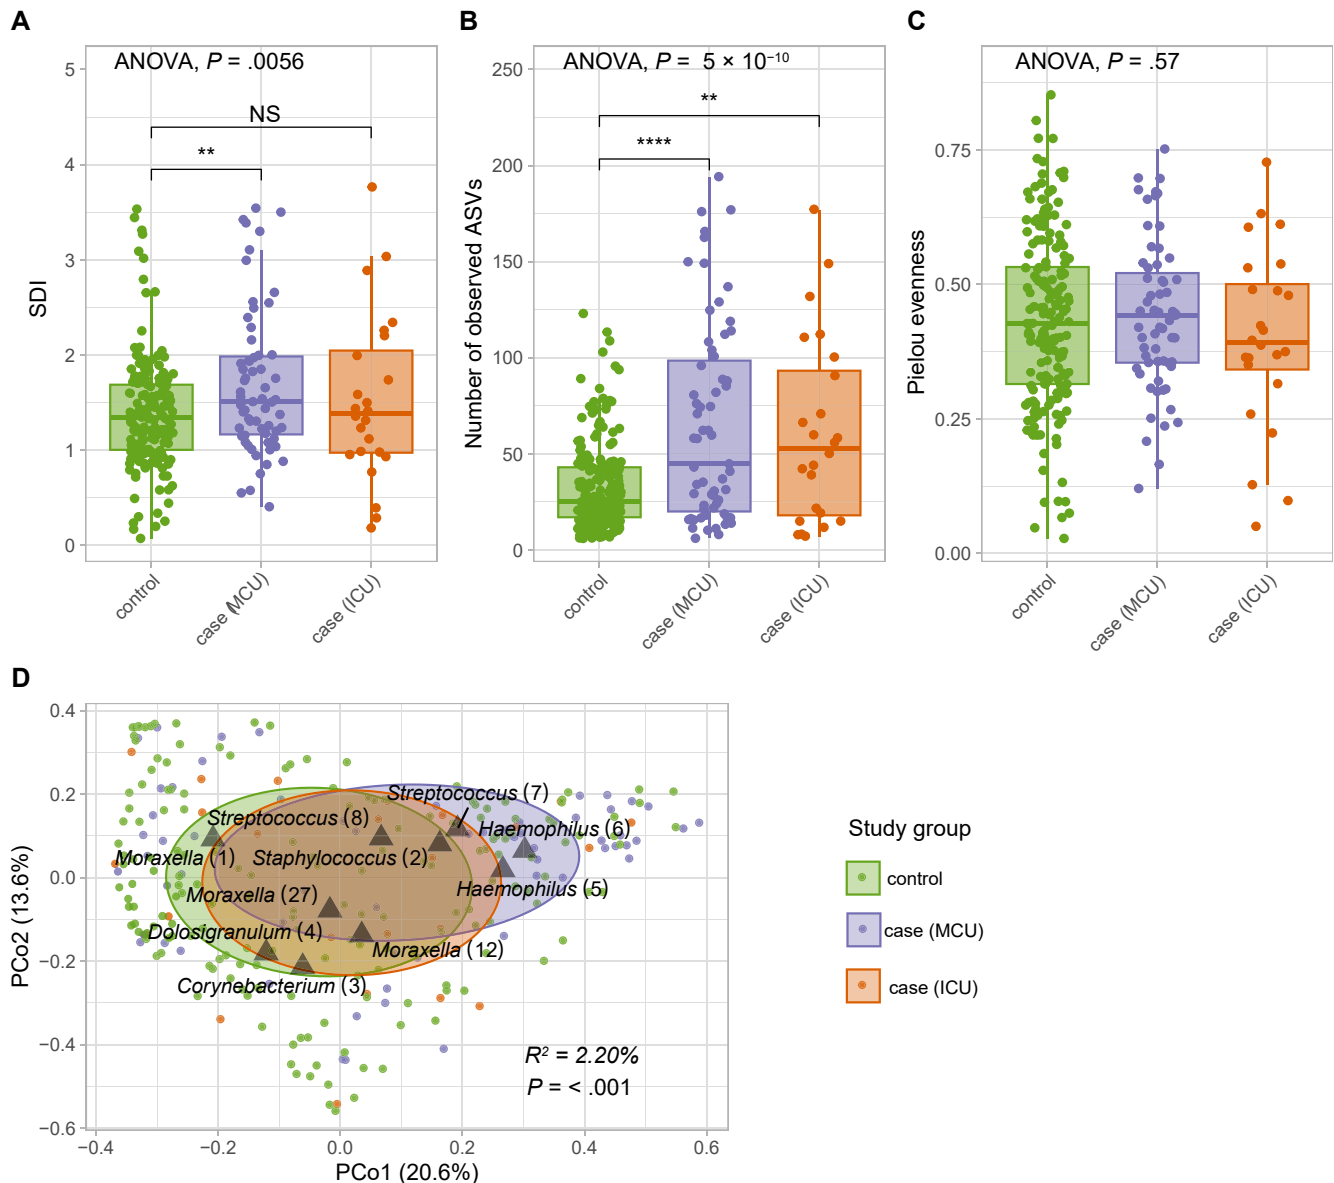 A
ANOVA, P = .0056
NS
**
SDI
5
4
3
2
1
0
control
case (MCU)
case (ICU)
B
ANOVA, P = 5 × 10⁻¹⁰
**
****
Number of observed ASVs
250
200
150
100
50
0
control
case (MCU)
case (ICU)
C
ANOVA, P = .57
Pielou evenness
0.75
0.50
0.25
0.00
control
case (MCU)
case (ICU)
D
PCo2 (13.6%)
0.4
0.2
0.0
−0.2
−0.4
−0.6
Streptococcus (7)
Streptococcus (8)
Haemophilus (6)
Moraxella (1)
Staphylococcus (2)
Haemophilus (5)
Moraxella (27)
Dolosigranulum (4)
Moraxella (12)
Corynebacterium (3)
R² = 2.20%
P = < .001
−0.4
−0.2
0.0
0.2
0.4
0.6
PCo1 (20.6%)
Study group
control
case (MCU)
case (ICU)